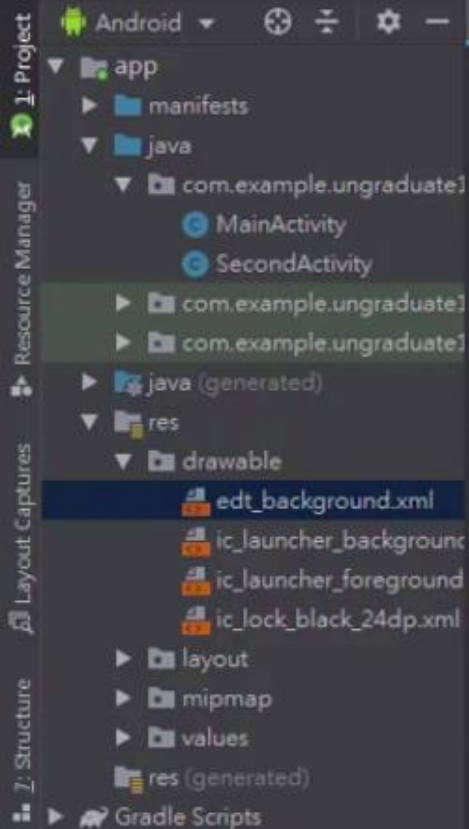 Android
app
manifests
java
com.example.ungraduate1
MainActivity
SecondActivity
com.example.ungraduate1
com.example.ungraduate1
java (generated)
res
drawable
edt_background.xml
ic_launcher_background
ic_launcher_foreground
ic_lock_black_24dp.xml
layout
mipmap
values
res (generated)
Gradle Scripts
1: Project
Resource Manager
Layout Captures
7: Structure